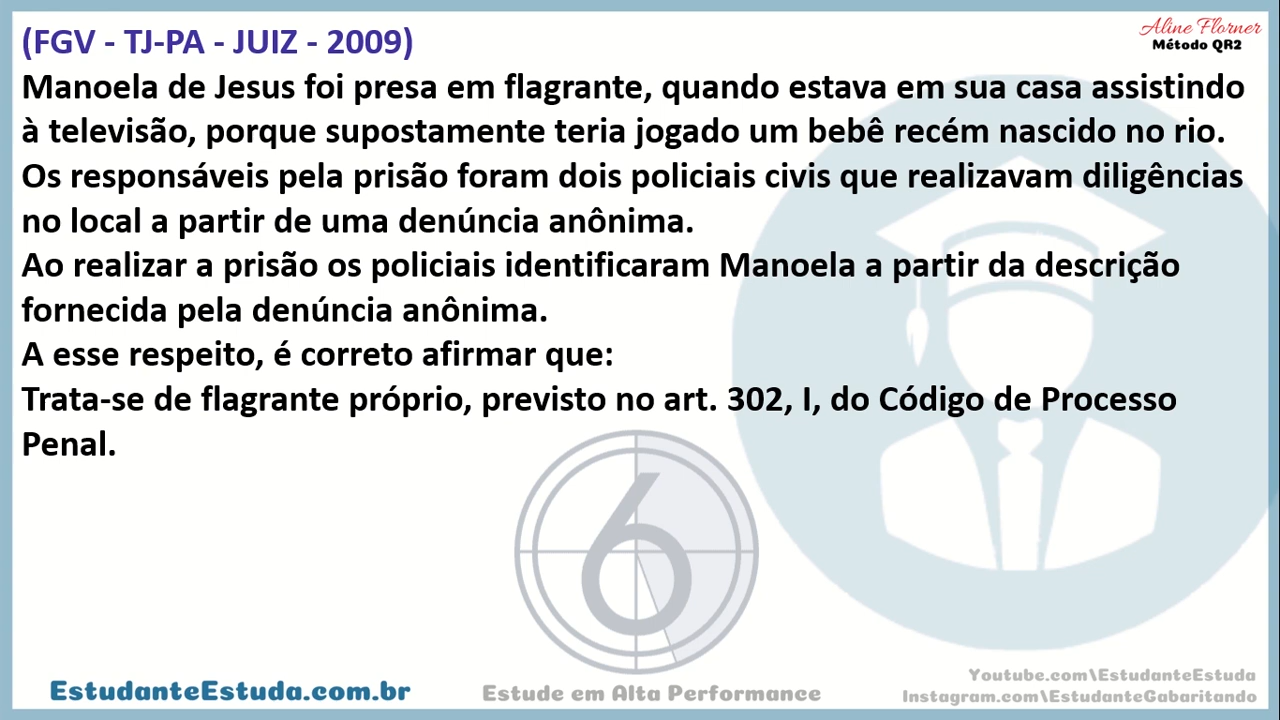 (FGV - TJ-PA - JUIZ - 2009)
Aline Florner
Método QR2
Manoela de Jesus foi presa em flagrante, quando estava em sua casa assistindo
à televisão, porque supostamente teria jogado um bebê recém nascido no rio.
Os responsáveis pela prisão foram dois policiais civis que realizavam diligências
no local a partir de uma denúncia anônima.
Ao realizar a prisão os policiais identificaram Manoela a partir da descrição
fornecida pela denúncia anônima.
A esse respeito, é correto afirmar que:
Trata-se de flagrante próprio, previsto no art. 302, I, do Código de Processo
Penal.
6
EstudanteEstuda.com.br
Estude em Alta Performance
Youtube.com\EstudanteEstuda
Instagram.com\EstudanteGabaritando